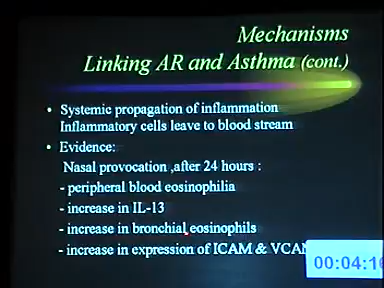 Mechanisms
Linking AR and Asthma (cont.)
• Systemic propagation of inflammation
Inflammatory cells leave to blood stream
• Evidence:
Nasal provocation ,after 24 hours :
- peripheral blood eosinophilia
- increase in IL-13
- increase in bronchial eosinophils
- increase in expression of ICAM & VCAM
00:04:16